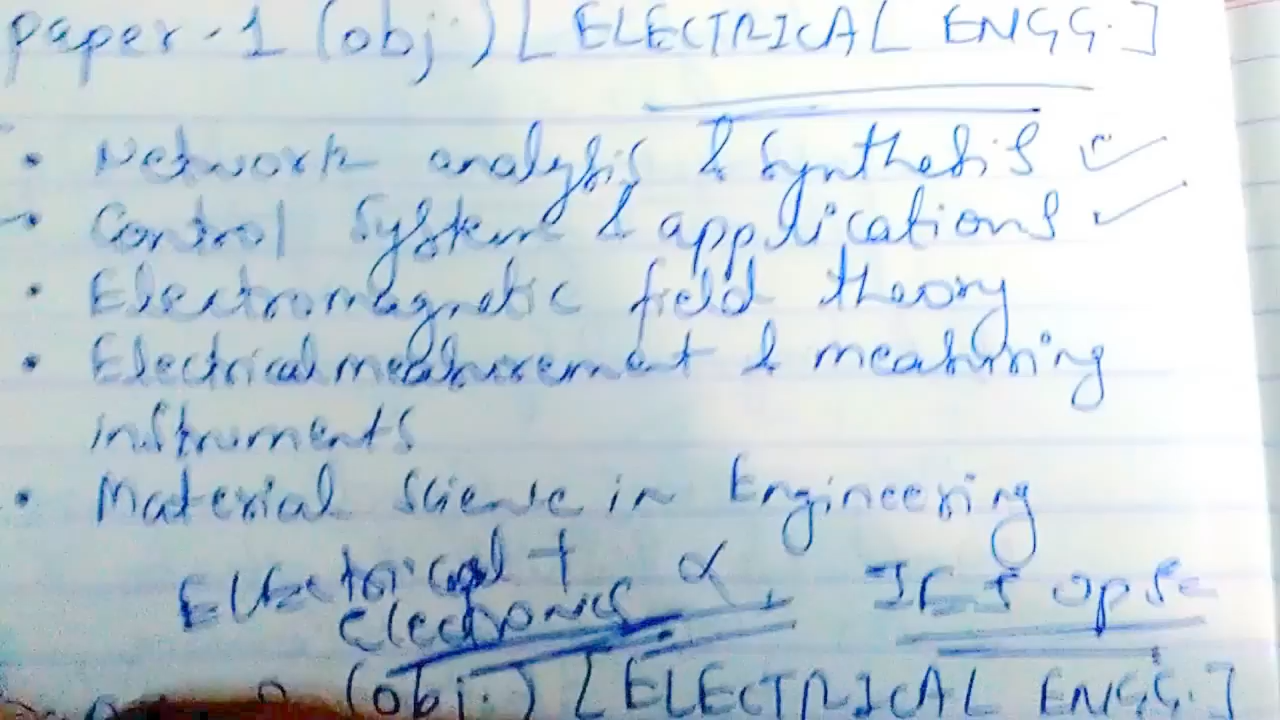 paper-1 (obj.) [ELECTRICAL ENGG.]
• Network analysis & Synthesis ✓
• Control System & applications ✓
• Electromagnetic field theory
• Electrical measurement & measuring
instruments
• Material Science in Engineering
Electrical +
Electronics
(obj.) [ELECTRICAL ENGG.]